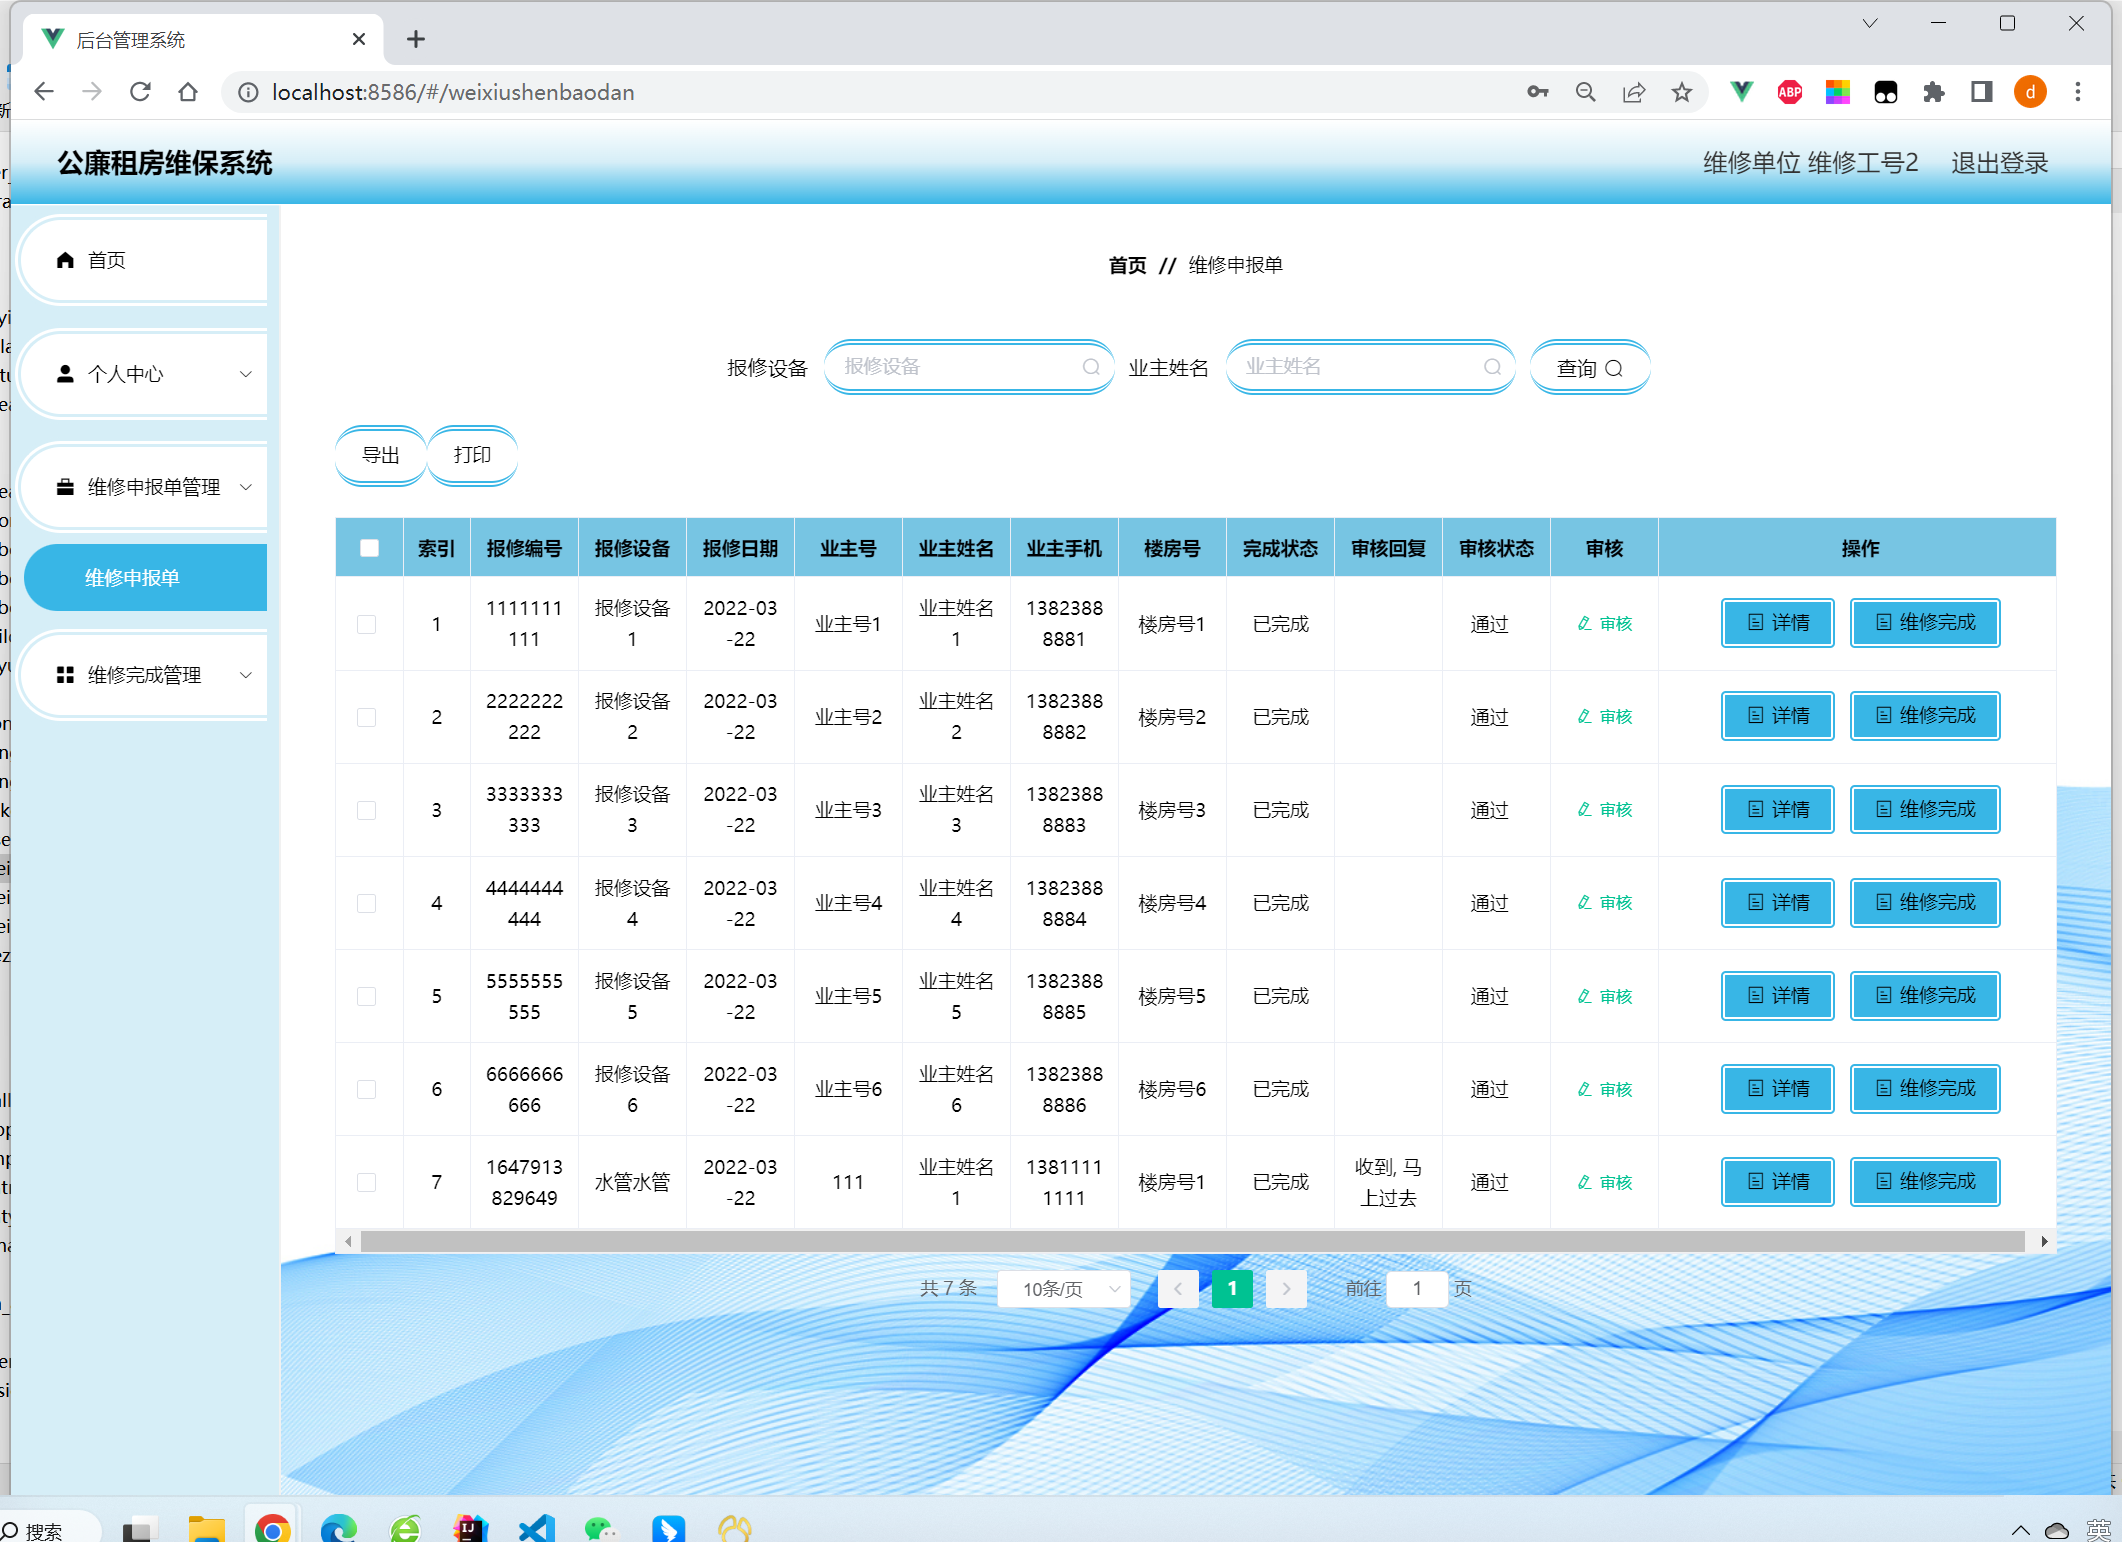 后台管理系统
localhost:8586/#/weixiushenbaodan
ABP
d
公廉租房维保系统
维修单位 维修工号2 退出登录
首页
个人中心
维修申报单管理
维修申报单
维修完成管理
首页 // 维修申报单
报修设备 报修设备 业主姓名 业主姓名 查询
导出 打印
索引 报修编号 报修设备 报修日期 业主号 业主姓名 业主手机 楼房号 完成状态 审核回复 审核状态 审核 操作
1 1111111111 报修设备1 2022-03-22 业主号1 业主姓名1 13823888881 楼房号1 已完成 通过 审核 详情 维修完成
2 2222222222 报修设备2 2022-03-22 业主号2 业主姓名2 13823888882 楼房号2 已完成 通过 审核 详情 维修完成
3 3333333333 报修设备3 2022-03-22 业主号3 业主姓名3 13823888883 楼房号3 已完成 通过 审核 详情 维修完成
4 4444444444 报修设备4 2022-03-22 业主号4 业主姓名4 13823888884 楼房号4 已完成 通过 审核 详情 维修完成
5 5555555555 报修设备5 2022-03-22 业主号5 业主姓名5 13823888885 楼房号5 已完成 通过 审核 详情 维修完成
6 6666666666 报修设备6 2022-03-22 业主号6 业主姓名6 13823888886 楼房号6 已完成 通过 审核 详情 维修完成
7 1647913829649 水管水管 2022-03-22 111 业主姓名1 13811111111 楼房号1 已完成 收到, 马上过去 通过 审核 详情 维修完成
共 7 条 10条/页 1 前往 1 页
搜索
英